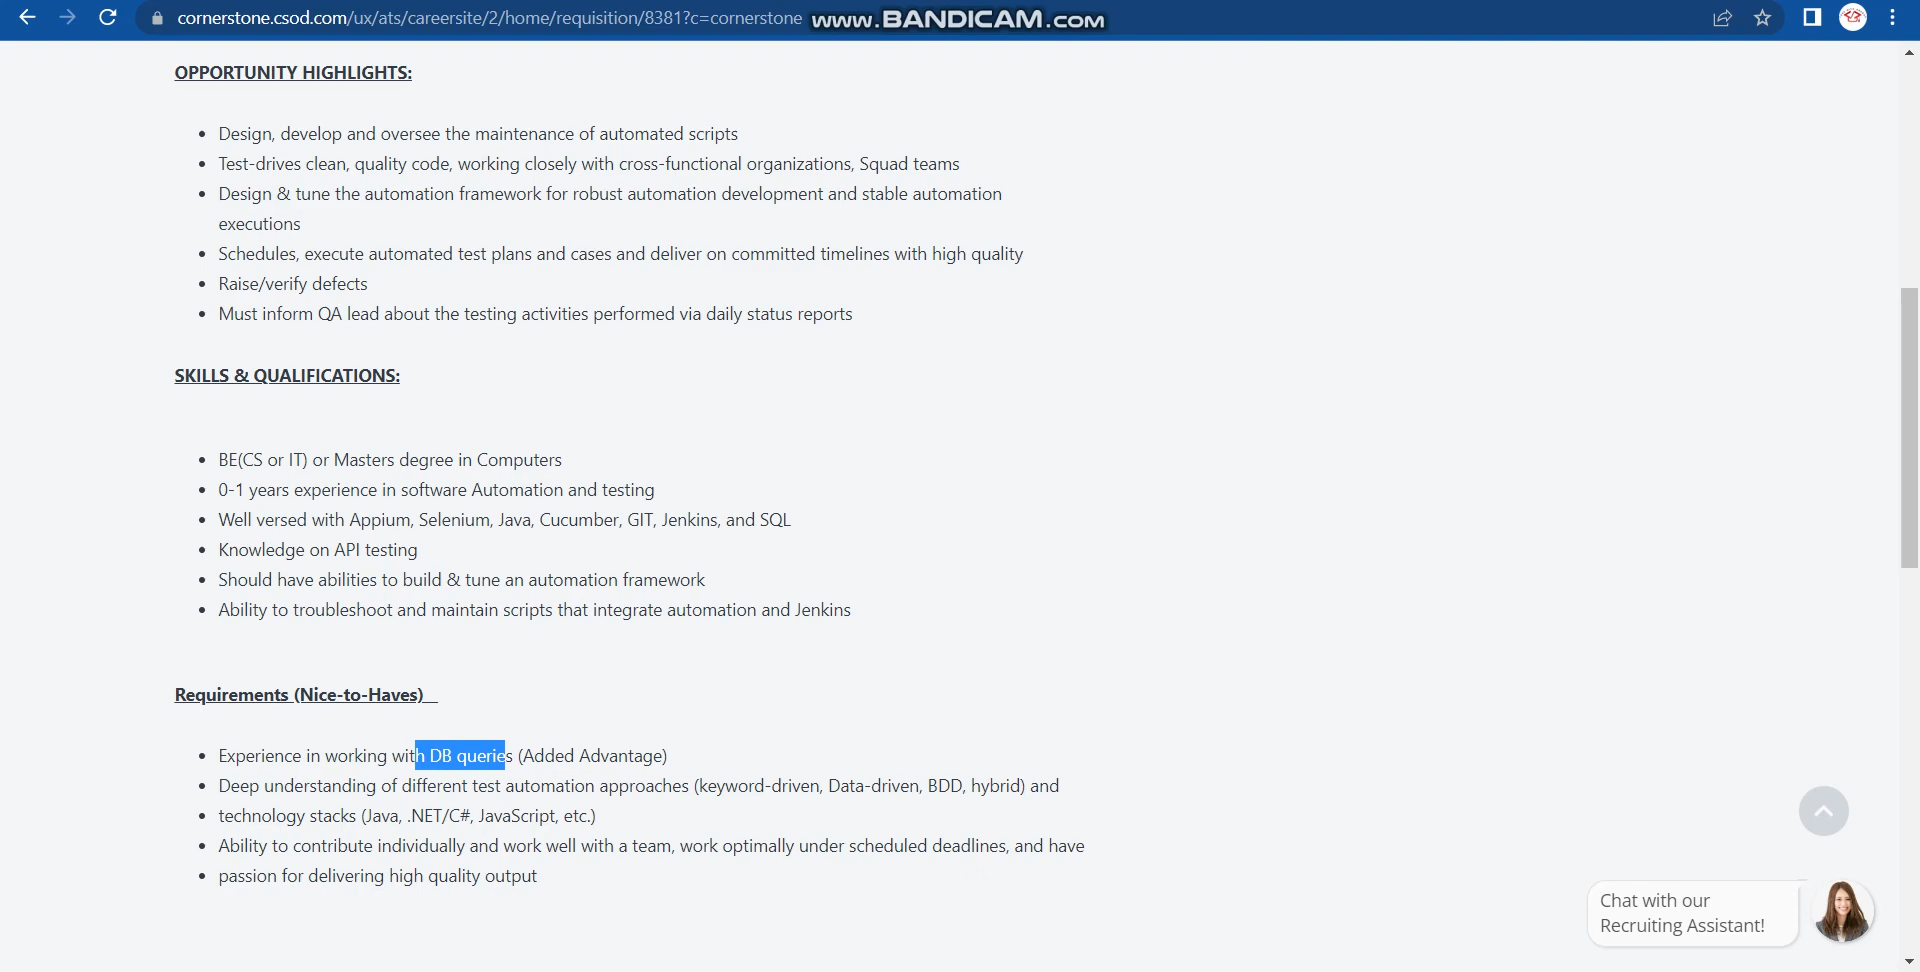 cornerstone.csod.com/ux/ats/careersite/2/home/requisition/8381?c=cornerstone
www.BANDICAM.com
OPPORTUNITY HIGHLIGHTS:
• Design, develop and oversee the maintenance of automated scripts
• Test-drives clean, quality code, working closely with cross-functional organizations, Squad teams
• Design & tune the automation framework for robust automation development and stable automation
executions
• Schedules, execute automated test plans and cases and deliver on committed timelines with high quality
• Raise/verify defects
• Must inform QA lead about the testing activities performed via daily status reports
SKILLS & QUALIFICATIONS:
• BE(CS or IT) or Masters degree in Computers
• 0-1 years experience in software Automation and testing
• Well versed with Appium, Selenium, Java, Cucumber, GIT, Jenkins, and SQL
• Knowledge on API testing
• Should have abilities to build & tune an automation framework
• Ability to troubleshoot and maintain scripts that integrate automation and Jenkins
Requirements (Nice-to-Haves)
• Experience in working with DB queries (Added Advantage)
• Deep understanding of different test automation approaches (keyword-driven, Data-driven, BDD, hybrid) and
• technology stacks (Java, .NET/C#, JavaScript, etc.)
• Ability to contribute individually and work well with a team, work optimally under scheduled deadlines, and have
• passion for delivering high quality output
Chat with our
Recruiting Assistant!